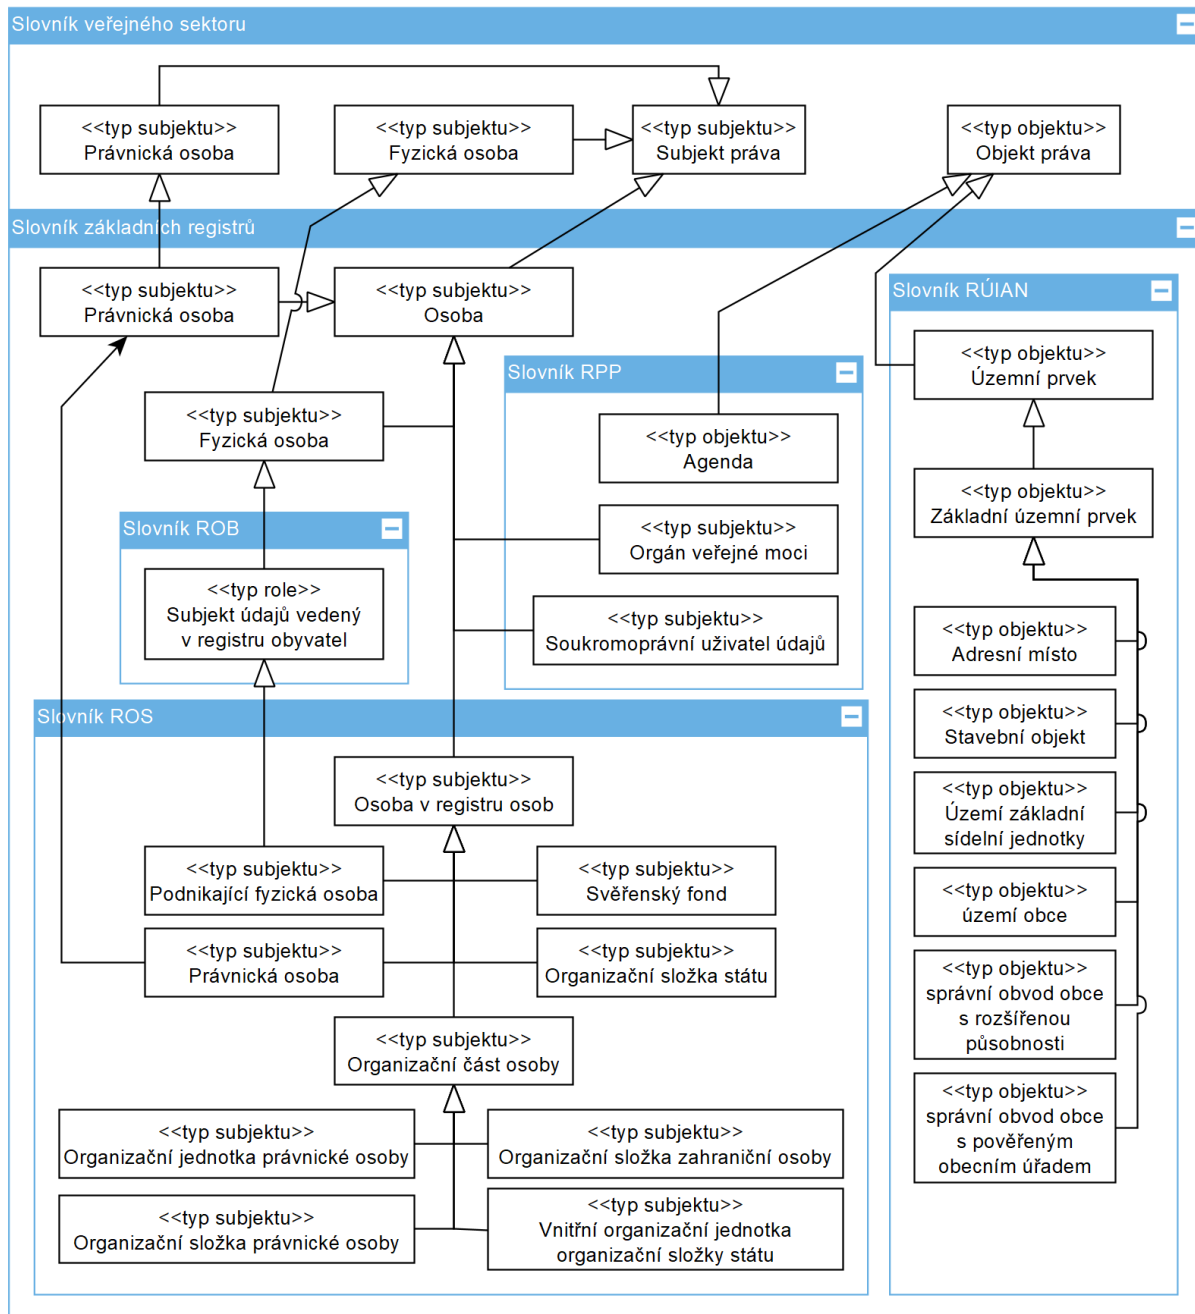 Slovník veřejného sektoru
<<typ subjektu>>
Právnická osoba
<<typ subjektu>>
Fyzická osoba
<<typ subjektu>>
Subjekt práva
<<typ objektu>>
Objekt práva
Slovník základních registrů
<<typ subjektu>>
Právnická osoba
<<typ subjektu>>
Osoba
<<typ subjektu>>
Fyzická osoba
Slovník RPP
<<typ objektu>>
Agenda
<<typ subjektu>>
Orgán veřejné moci
<<typ subjektu>>
Soukromoprávní uživatel údajů
Slovník ROB
<<typ role>>
Subjekt údajů vedený
v registru obyvatel
Slovník ROS
<<typ subjektu>>
Osoba v registru osob
<<typ subjektu>>
Podnikající fyzická osoba
<<typ subjektu>>
Svěřenský fond
<<typ subjektu>>
Právnická osoba
<<typ subjektu>>
Organizační složka státu
<<typ subjektu>>
Organizační část osoby
<<typ subjektu>>
Organizační jednotka právnické osoby
<<typ subjektu>>
Organizační složka zahraniční osoby
<<typ subjektu>>
Organizační složka právnické osoby
<<typ subjektu>>
Vnitřní organizační jednotka
organizační složky státu
Slovník RÚIAN
<<typ objektu>>
Územní prvek
<<typ objektu>>
Základní územní prvek
<<typ objektu>>
Adresní místo
<<typ objektu>>
Stavební objekt
<<typ objektu>>
Území základní
sídelní jednotky
<<typ objektu>>
území obce
<<typ objektu>>
správní obvod obce
s rozšířenou
působnosti
<<typ objektu>>
správní obvod obce
s pověřeným
obecním úřadem